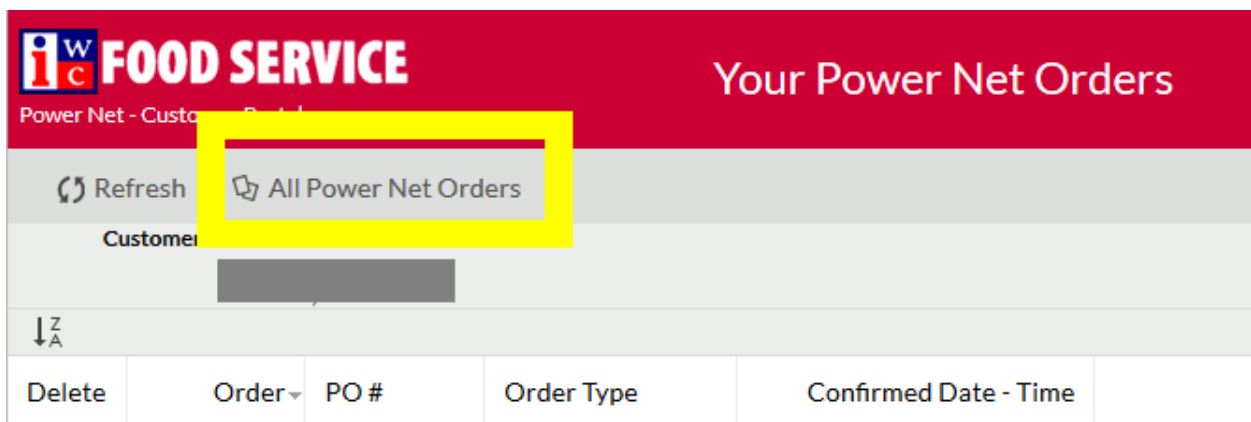 iwc FOOD SERVICE
Your Power Net Orders
Power Net - Custo
Refresh All Power Net Orders
Customer
Z
A
Delete Order PO # Order Type Confirmed Date - Time